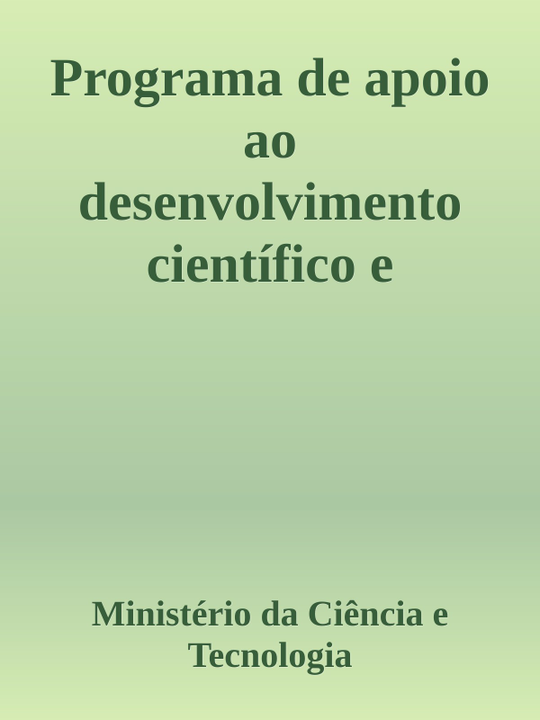 Programa de apoio
ao
desenvolvimento
científico e
Ministério da Ciência e
Tecnologia